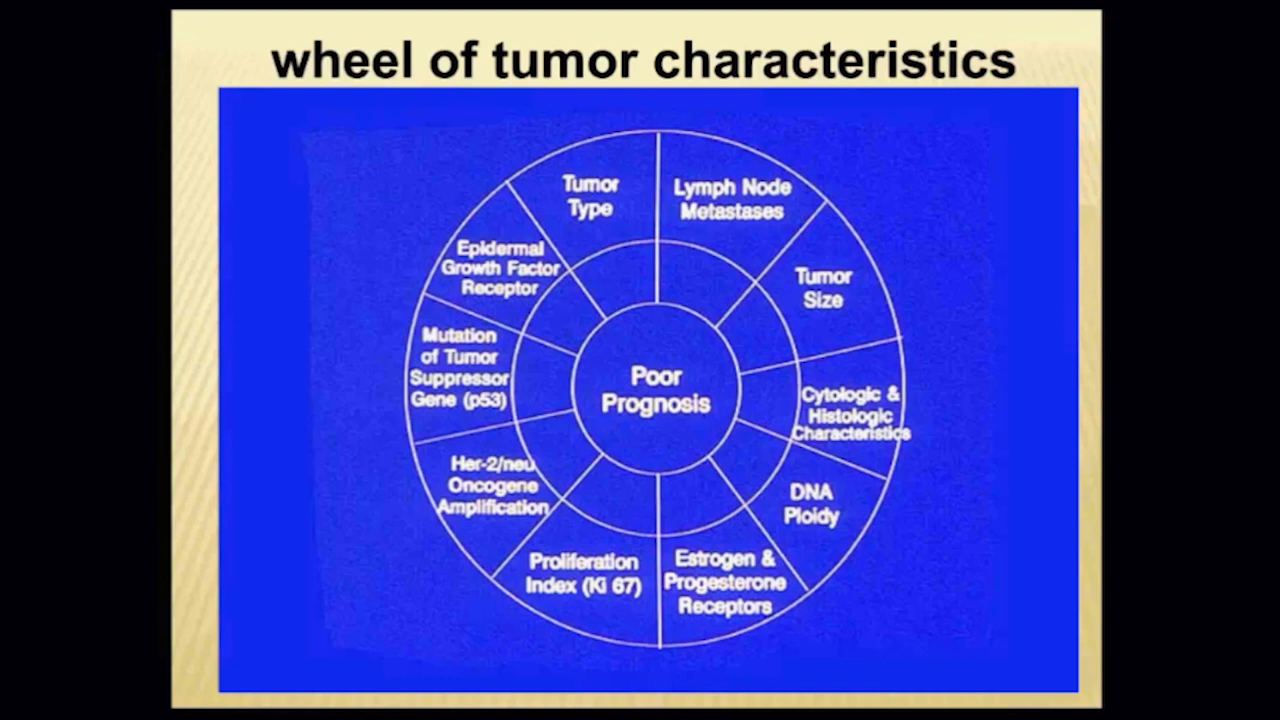 wheel of tumor characteristics
Tumor
Type
Lymph Node
Metastases
Epidermal
Growth Factor
Receptor
Tumor
Size
Mutation
of Tumor
Suppressor
Gene (p53)
Poor
Prognosis
Cytologic &
Histologic
Characteristics
Her-2/neu
Oncogene
Amplification
DNA
Ploidy
Proliferation
Index (Ki 67)
Estrogen &
Progesterone
Receptors